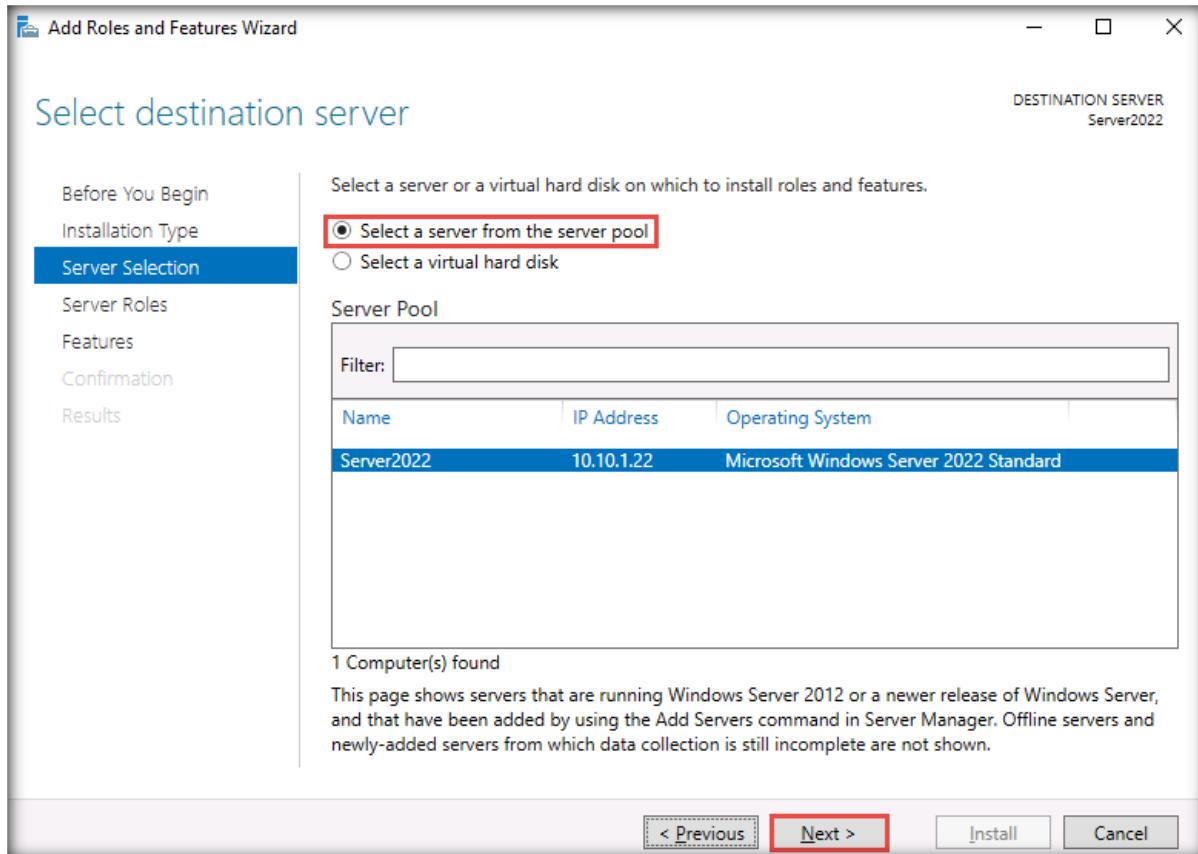 Add Roles and Features Wizard
Select destination server
DESTINATION SERVER
Server2022
Before You Begin
Installation Type
Server Selection
Server Roles
Features
Confirmation
Results
Select a server or a virtual hard disk on which to install roles and features.
Select a server from the server pool
Select a virtual hard disk
Server Pool
Filter:
Name IP Address Operating System
Server2022 10.10.1.22 Microsoft Windows Server 2022 Standard
1 Computer(s) found
This page shows servers that are running Windows Server 2012 or a newer release of Windows Server,
and that have been added by using the Add Servers command in Server Manager. Offline servers and
newly-added servers from which data collection is still incomplete are not shown.
< Previous Next > Install Cancel